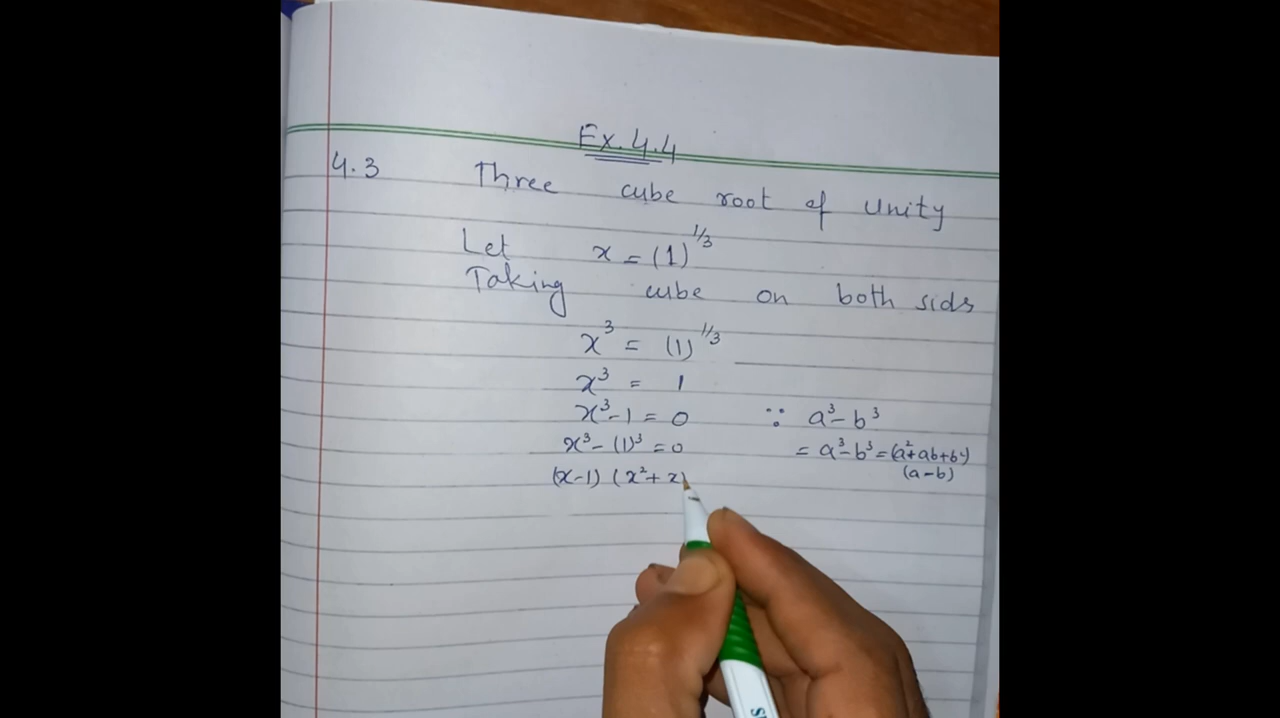 Ex.4.4
4.3 Three cube root of Unity
Let x = (1)^1/3
Taking cube on both sids
x³ = (1)^1/3
x³ = 1
x³-1 = 0 ∵ a³-b³
x³ - (1)³ = 0 = a³-b³ = (a²+ab+b²)
(x-1) (x²+x (a-b)